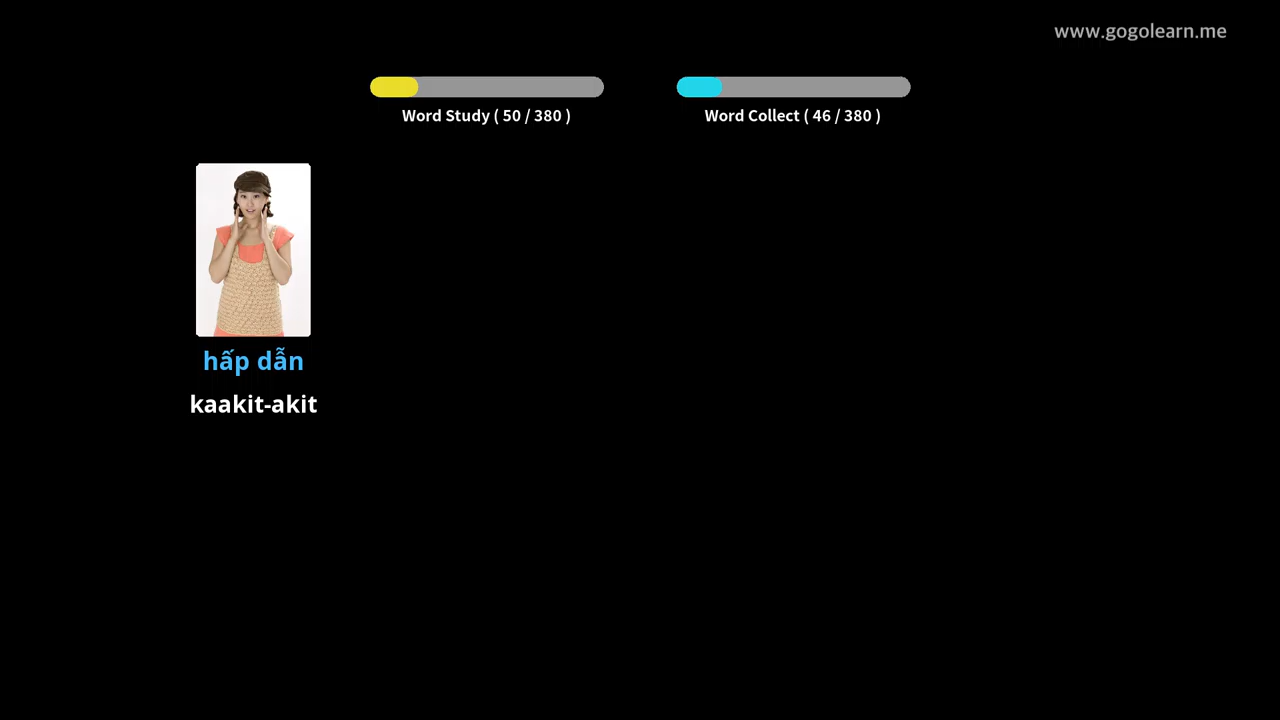 www.gogolearn.me
Word Study ( 50 / 380 )
Word Collect ( 46 / 380 )
hấp dẫn
kaakit-akit